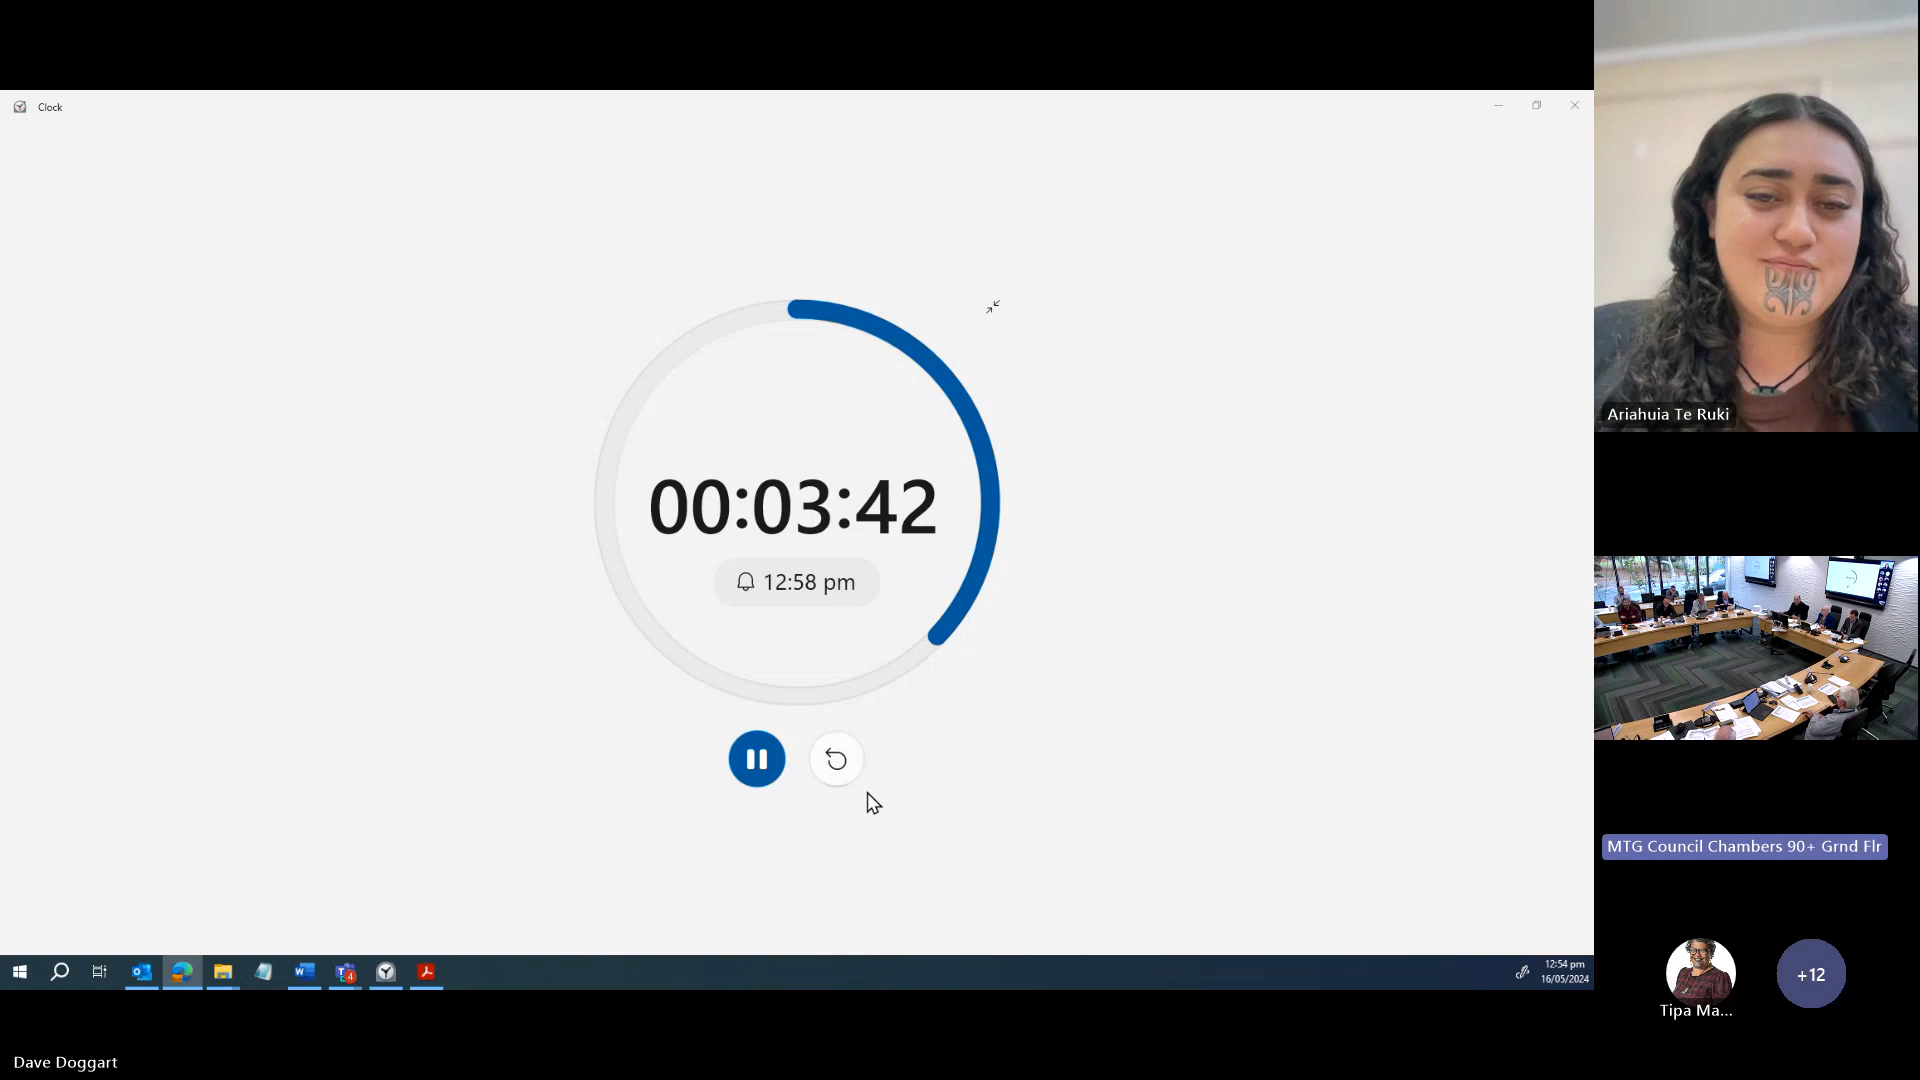 Clock
00:03:42
12:58 pm
12:54 pm
16/05/2024
4
Dave Doggart
Ariahuia Te Ruki
MTG Council Chambers 90+ Grnd Flr
Tipa Ma...
+12